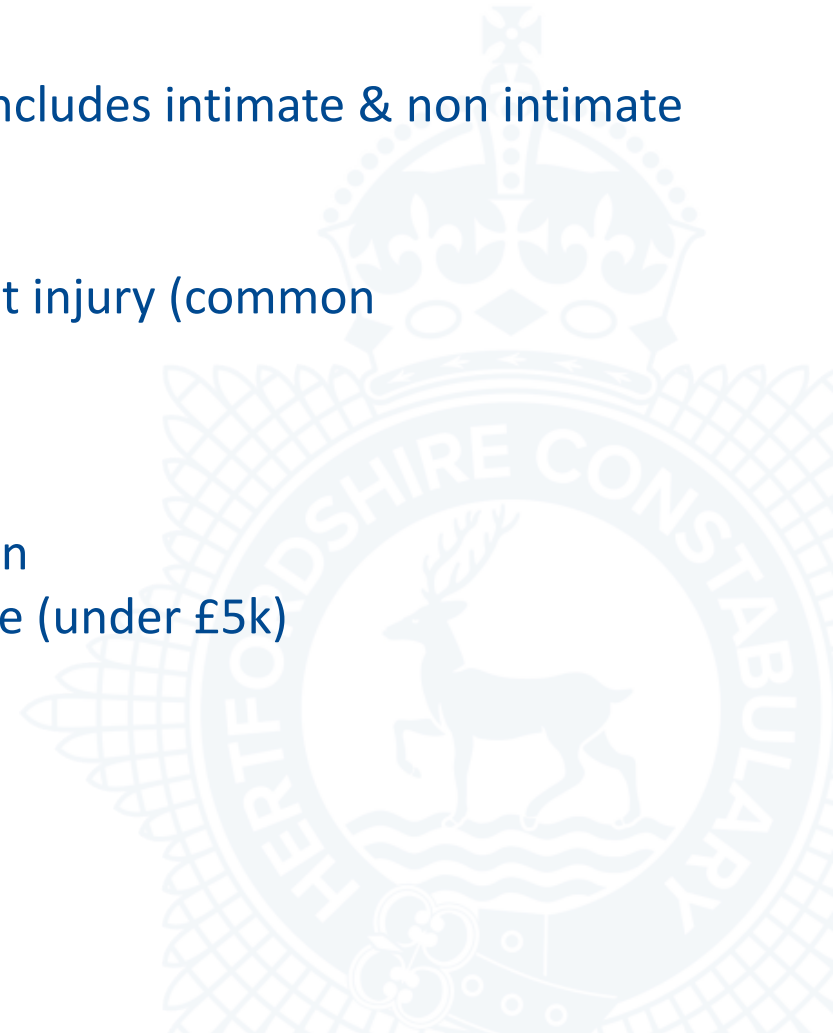 ncludes intimate & non intimate
t injury (common
n
e (under £5k)
HERTFORDSHIRE CONSTABULARY